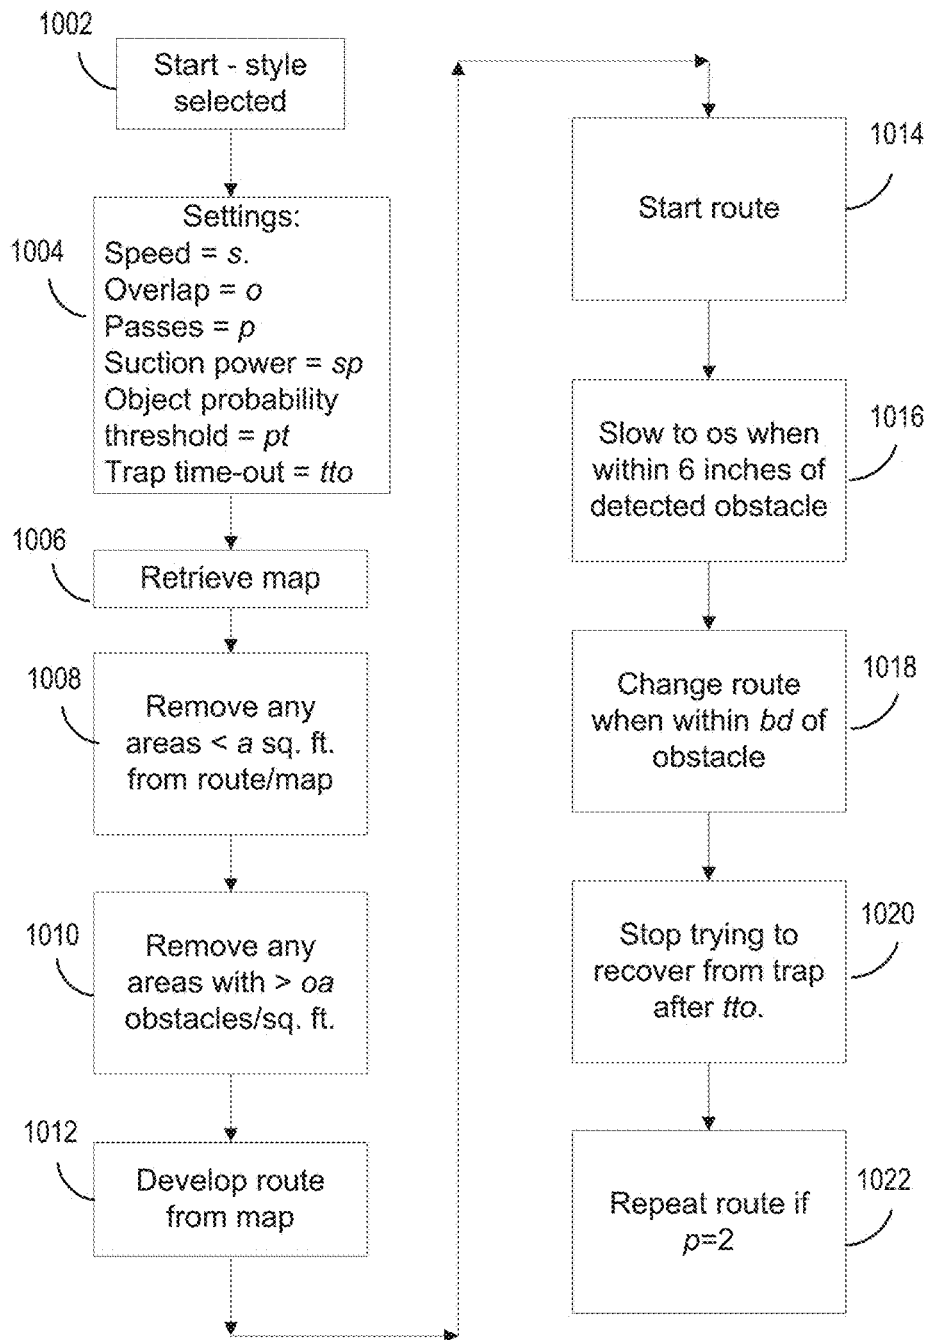 1002
Start - style
selected
1004
Settings:
Speed = s.
Overlap = o
Passes = p
Suction power = sp
Object probability
threshold = pt
Trap time-out = tto
1006
Retrieve map
1008
Remove any
areas < a sq. ft.
from route/map
1010
Remove any
areas with > oa
obstacles/sq. ft.
1012
Develop route
from map
1014
Start route
1016
Slow to os when
within 6 inches of
detected obstacle
1018
Change route
when within bd of
obstacle
1020
Stop trying to
recover from trap
after tto.
1022
Repeat route if
p=2